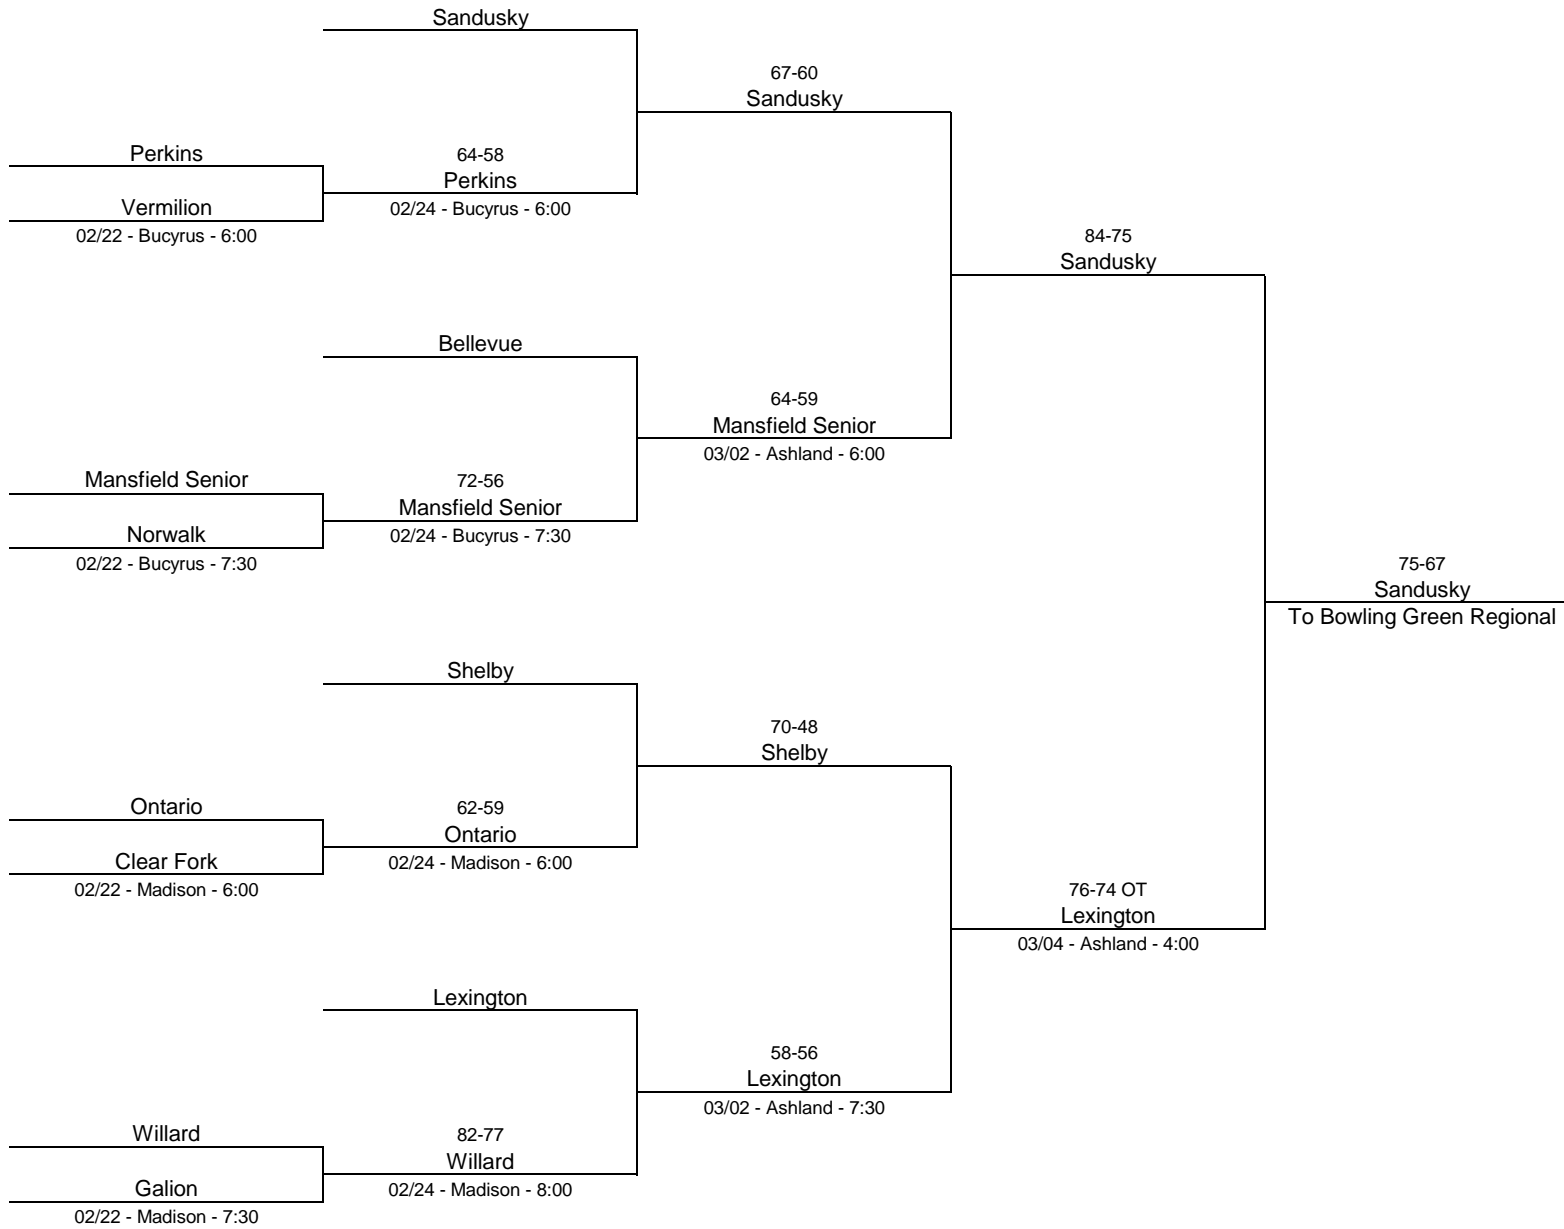 Sandusky
67-60
Sandusky
Perkins
64-58
Perkins
Vermilion
02/24 - Bucyrus - 6:00
02/22 - Bucyrus - 6:00
84-75
Sandusky
Bellevue
64-59
Mansfield Senior
03/02 - Ashland - 6:00
Mansfield Senior
72-56
Mansfield Senior
Norwalk
02/24 - Bucyrus - 7:30
02/22 - Bucyrus - 7:30
75-67
Sandusky
To Bowling Green Regional
Shelby
70-48
Shelby
Ontario
62-59
Ontario
Clear Fork
02/24 - Madison - 6:00
02/22 - Madison - 6:00
76-74 OT
Lexington
03/04 - Ashland - 4:00
Lexington
58-56
Lexington
03/02 - Ashland - 7:30
Willard
82-77
Willard
Galion
02/24 - Madison - 8:00
02/22 - Madison - 7:30